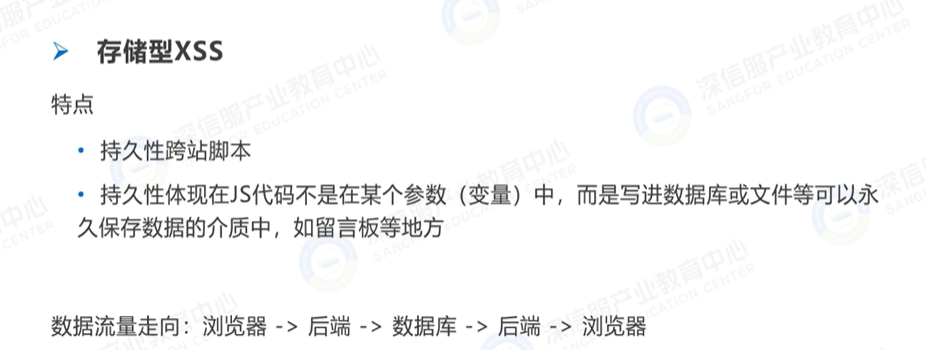 ➢ 存储型XSS
特点
• 持久性跨站脚本
• 持久性体现在JS代码不是在某个参数（变量）中，而是写进数据库或文件等可以永
久保存数据的介质中，如留言板等地方
数据流量走向：浏览器 -> 后端 -> 数据库 -> 后端 -> 浏览器
深信服产业教育中心
SANGFOR EDUCATION CENTER